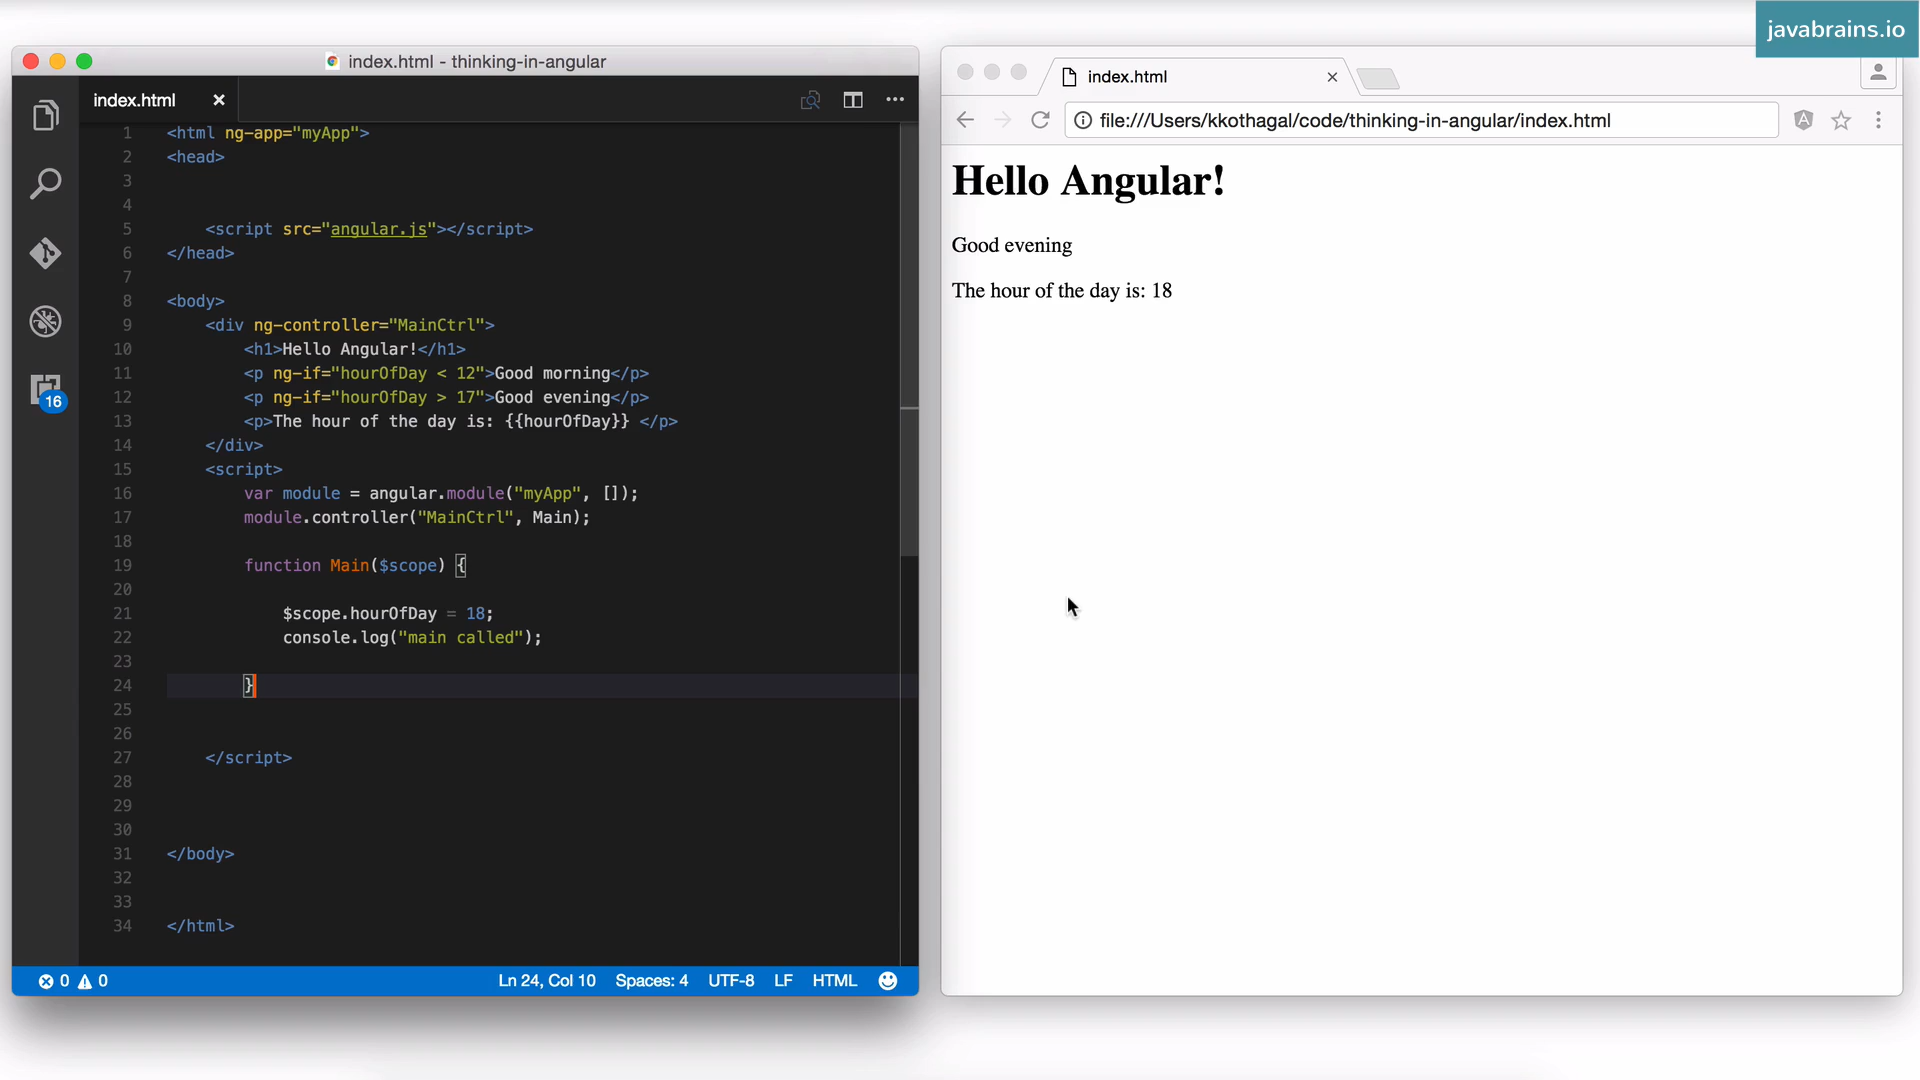 javabrains.io
index.html - thinking-in-angular
index.html
1 <html ng-app="myApp">
2 <head>
3
4
5 <script src="angular.js"></script>
6 </head>
7
8 <body>
9 <div ng-controller="MainCtrl">
10 <h1>Hello Angular!</h1>
11 <p ng-if="hourOfDay < 12">Good morning</p>
12 <p ng-if="hourOfDay > 17">Good evening</p>
13 <p>The hour of the day is: {{hourOfDay}} </p>
14 </div>
15 <script>
16 var module = angular.module("myApp", []);
17 module.controller("MainCtrl", Main);
18
19 function Main($scope) {
20
21 $scope.hourOfDay = 18;
22 console.log("main called");
23
24 }
25
26
27 </script>
28
29
30
31 </body>
32
33
34 </html>
16
0 0 Ln 24, Col 10 Spaces: 4 UTF-8 LF HTML
index.html
file:///Users/kkothagal/code/thinking-in-angular/index.html
Hello Angular!
Good evening
The hour of the day is: 18